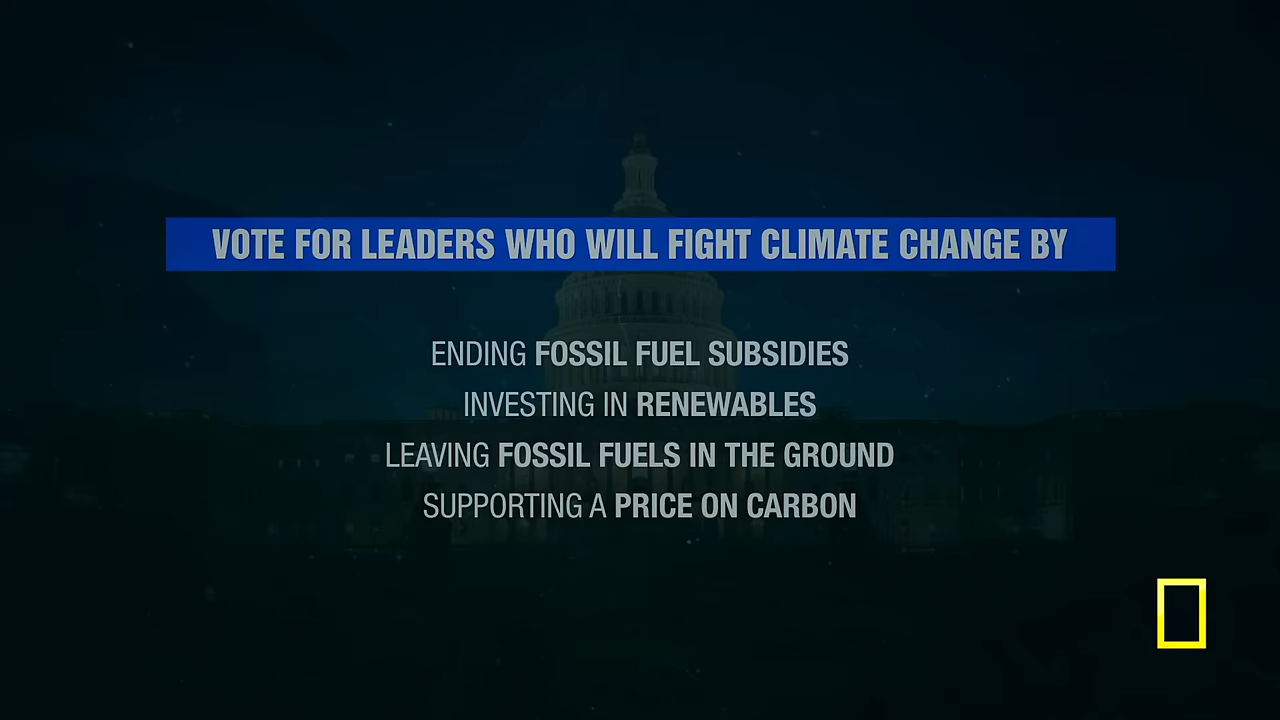 VOTE FOR LEADERS WHO WILL FIGHT CLIMATE CHANGE BY
ENDING FOSSIL FUEL SUBSIDIES
INVESTING IN RENEWABLES
LEAVING FOSSIL FUELS IN THE GROUND
SUPPORTING A PRICE ON CARBON